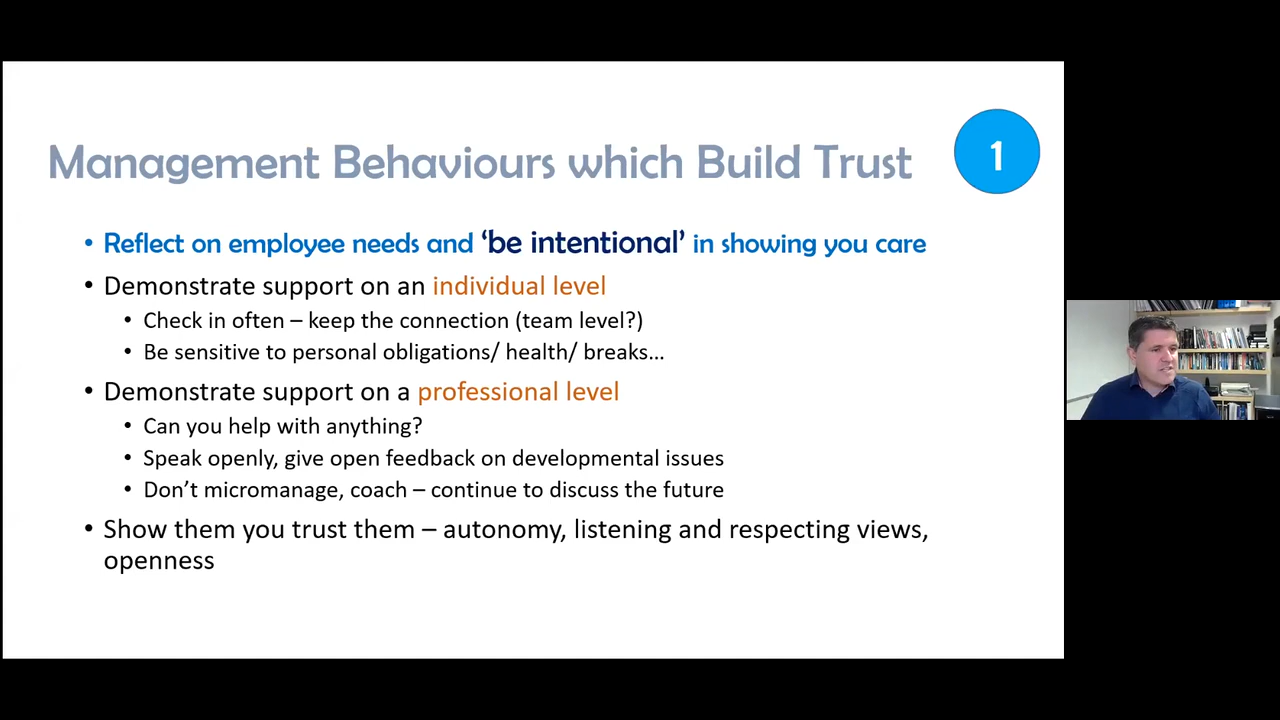 Management Behaviours which Build Trust
1
• Reflect on employee needs and ‘be intentional’ in showing you care
• Demonstrate support on an individual level
• Check in often – keep the connection (team level?)
• Be sensitive to personal obligations/ health/ breaks…
• Demonstrate support on a professional level
• Can you help with anything?
• Speak openly, give open feedback on developmental issues
• Don’t micromanage, coach – continue to discuss the future
• Show them you trust them – autonomy, listening and respecting views,
openness